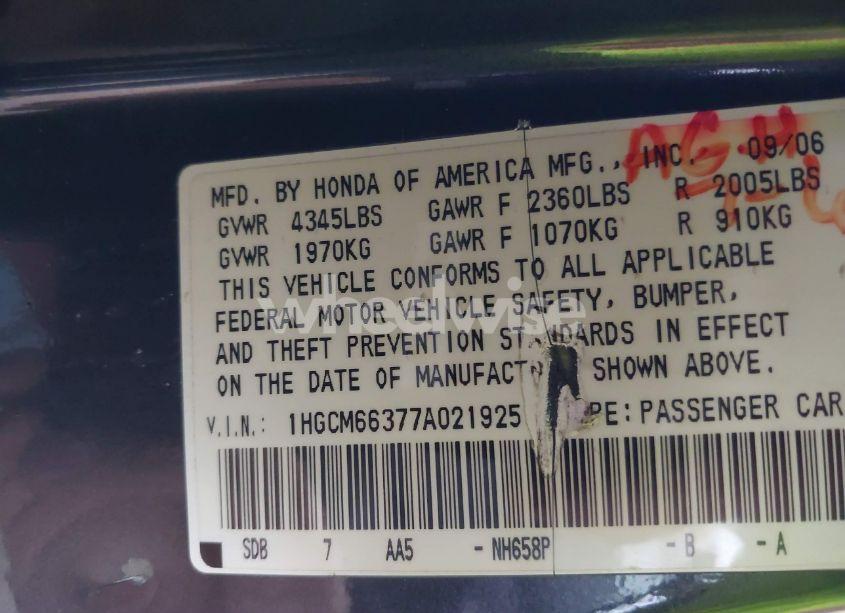 MFD. BY HONDA OF AMERICA MFG., INC. 09/06
GVWR 4345LBS GAWR F 2360LBS R 2005LBS
GVWR 1970KG GAWR F 1070KG R 910KG
THIS VEHICLE CONFORMS TO ALL APPLICABLE
FEDERAL MOTOR VEHICLE SAFETY, BUMPER,
AND THEFT PREVENTION STANDARDS IN EFFECT
ON THE DATE OF MANUFACT SHOWN ABOVE.
V.I.N.: 1HGCM66377A021925 PE: PASSENGER CAR
SDB 7 AA5 -NH658P -B -A
wheelwise